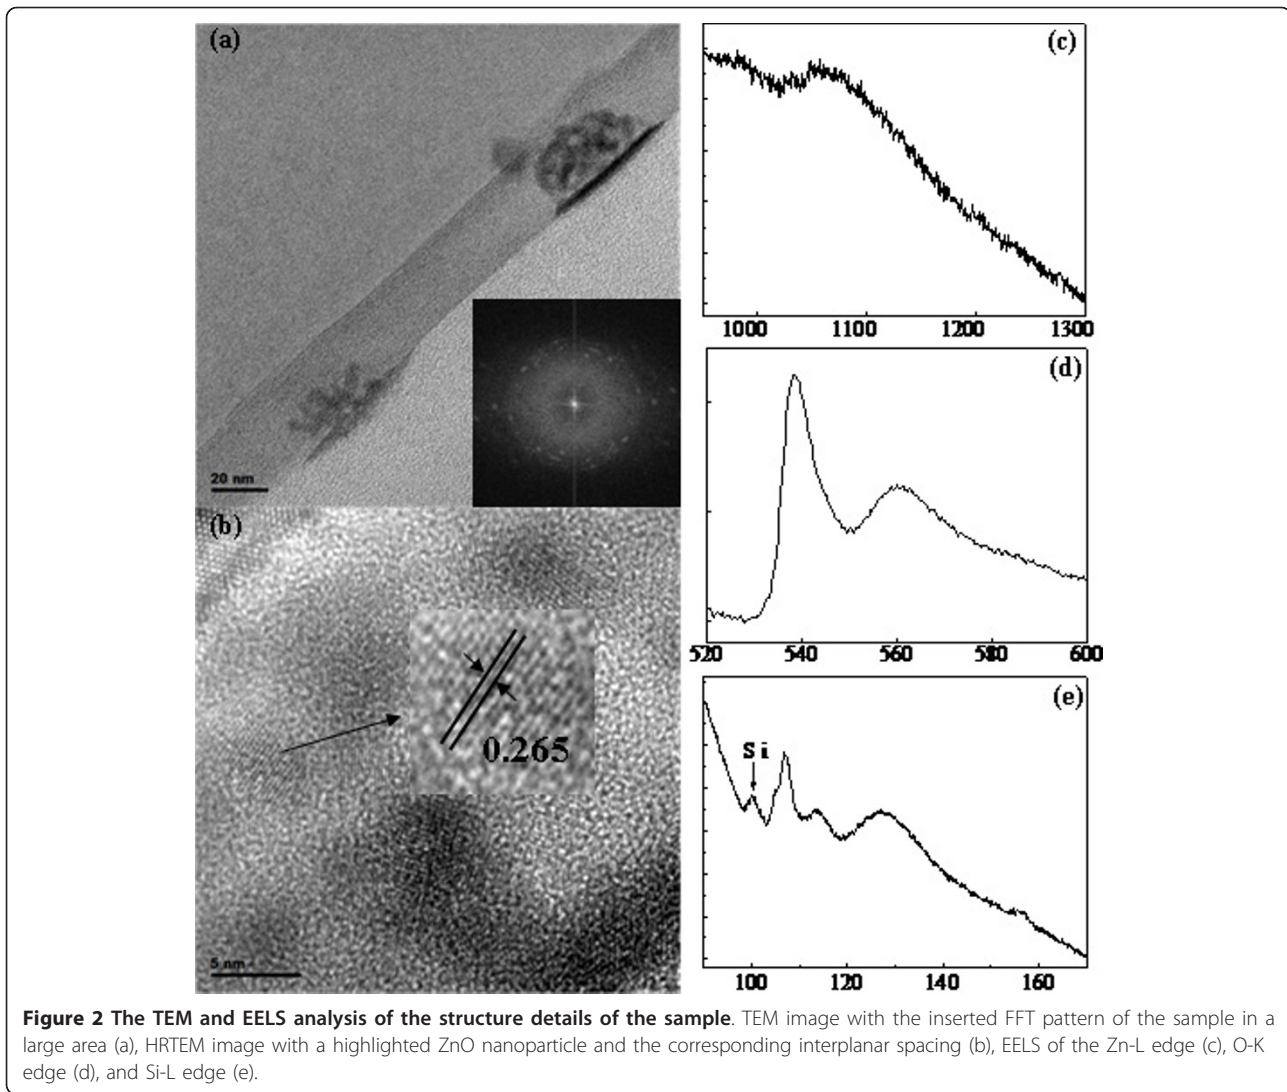 (a)
20 nm
(b)
0.265
5 nm
(c)
1000 1100 1200 1300
(d)
520 540 560 580 600
(e)
Si
100 120 140 160
Figure 2 The TEM and EELS analysis of the structure details of the sample. TEM image with the inserted FFT pattern of the sample in a
large area (a), HRTEM image with a highlighted ZnO nanoparticle and the corresponding interplanar spacing (b), EELS of the Zn-L edge (c), O-K
edge (d), and Si-L edge (e).